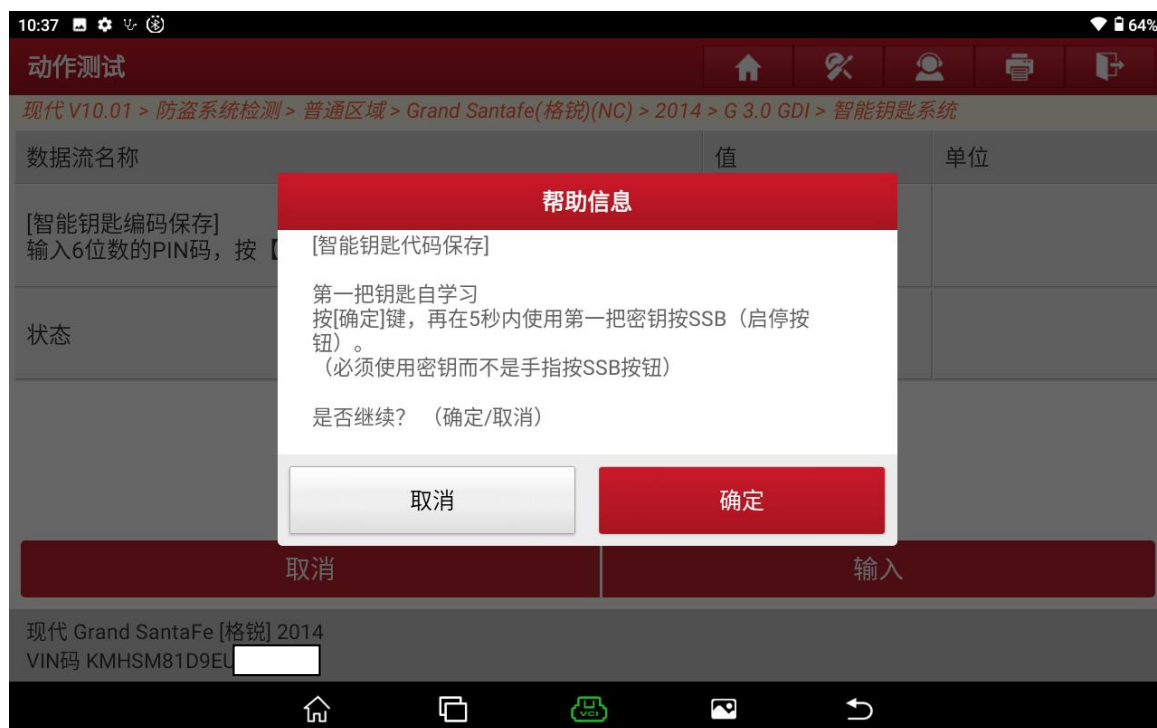 10:37
64%
动作测试
现代 V10.01 > 防盗系统检测 > 普通区域 > Grand Santafe(格锐)(NC) > 2014 > G 3.0 GDI > 智能钥匙系统
数据流名称 值 单位
[智能钥匙编码保存]
输入6位数的PIN码，按【
状态
帮助信息
[智能钥匙代码保存]
第一把钥匙自学习
按[确定]键，再在5秒内使用第一把密钥按SSB（启停按
钮）。
（必须使用密钥而不是手指按SSB按钮）
是否继续？ （确定/取消）
取消 确定
取消 输入
现代 Grand SantaFe [格锐] 2014
VIN码 KMHSM81D9EU
VCI